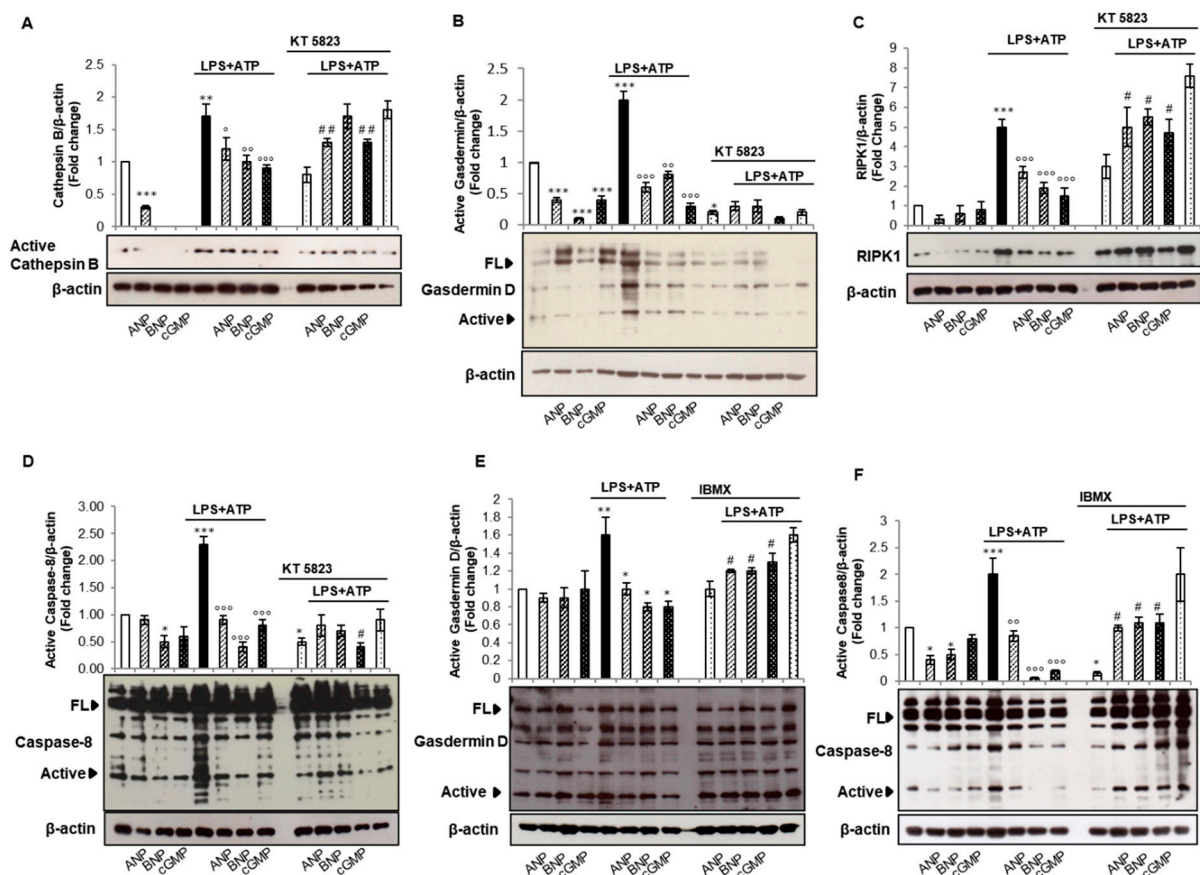 A
KT 5823
LPS+ATP
LPS+ATP
Cathepsin B/β-actin
(Fold Change)
2.5
2
1.5
1
0.5
0
***
**
°
°°
°°°
##
##
Active
Cathepsin B
β-actin
ANP
BNP
cGMP
ANP
BNP
cGMP
ANP
BNP
cGMP
B
LPS+ATP
KT 5823
LPS+ATP
Active Gasdermin/β-actin
(Fold Change)
2.5
2
1.5
1
0.5
0
***
***
***
***
°°°
°°
°°°
*
FL
Gasdermin D
Active
β-actin
ANP
BNP
cGMP
ANP
BNP
cGMP
ANP
BNP
cGMP
C
KT 5823
LPS+ATP
LPS+ATP
RIPK1/β-actin
(Fold Change)
9
8
7
6
5
4
3
2
1
0
***
°°°
°°°
°°°
#
#
#
RIPK1
β-actin
ANP
BNP
cGMP
ANP
BNP
cGMP
ANP
BNP
cGMP
D
LPS+ATP
KT 5823
LPS+ATP
Active Caspase-8/β-actin
(Fold change)
3.00
2.50
2.00
1.50
1.00
0.50
0.00
*
***
°°°
°°°
°°°
*
#
FL
Caspase-8
Active
β-actin
ANP
BNP
cGMP
ANP
BNP
cGMP
ANP
BNP
cGMP
E
LPS+ATP
IBMX
LPS+ATP
Active Gasdermin D/β-actin
(Fold change)
2
1.8
1.6
1.4
1.2
1
0.8
0.6
0.4
0.2
0
**
*
*
*
#
#
#
FL
Gasdermin D
Active
β-actin
ANP
BNP
cGMP
ANP
BNP
cGMP
ANP
BNP
cGMP
F
IBMX
LPS+ATP
LPS+ATP
Active Caspase8/β-actin
(Fold change)
3
2.5
2
1.5
1
0.5
0
*
*
***
°°
°°°
°°°
*
#
#
#
FL
Caspase-8
Active
β-actin
ANP
BNP
cGMP
ANP
BNP
cGMP
ANP
BNP
cGMP